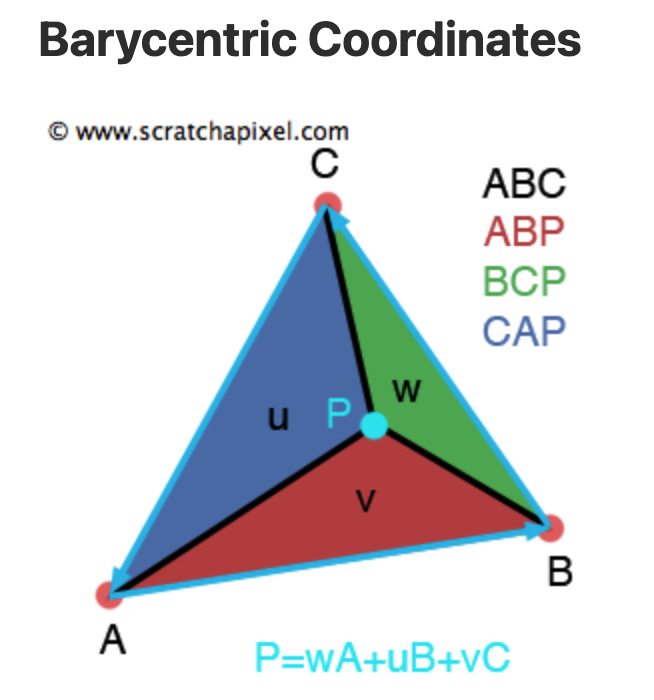 Barycentric Coordinates
© www.scratchapixel.com
C
ABC
ABP
BCP
CAP
w
u
P
v
B
A
P=wA+uB+vC